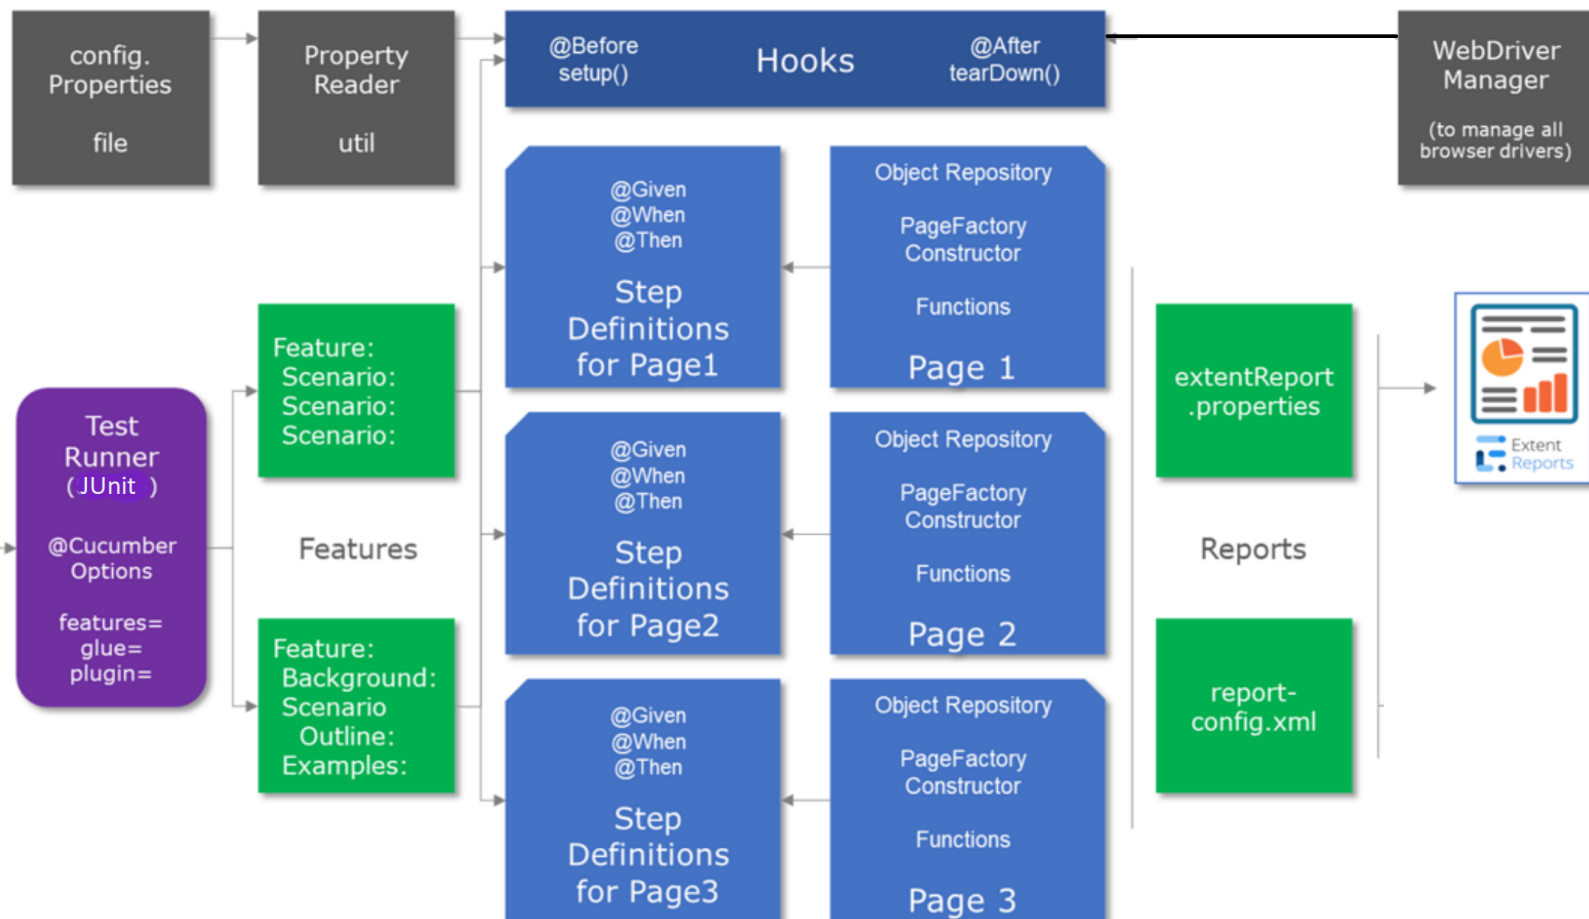 config.
Properties
file
Property
Reader
util
@Before
setup()
Hooks
@After
tearDown()
WebDriver
Manager
(to manage all
browser drivers)
@Given
@When
@Then
Step
Definitions
for Page1
Object Repository
PageFactory
Constructor
Functions
Page 1
Feature:
Scenario:
Scenario:
Scenario:
extentReport
.properties
Extent
Reports
Test
Runner
(JUnit )
@Cucumber
Options
features=
glue=
plugin=
Features
@Given
@When
@Then
Step
Definitions
for Page2
Object Repository
PageFactory
Constructor
Functions
Page 2
Reports
Feature:
Background:
Scenario
Outline:
Examples:
report-
config.xml
@Given
@When
@Then
Step
Definitions
for Page3
Object Repository
PageFactory
Constructor
Functions
Page 3